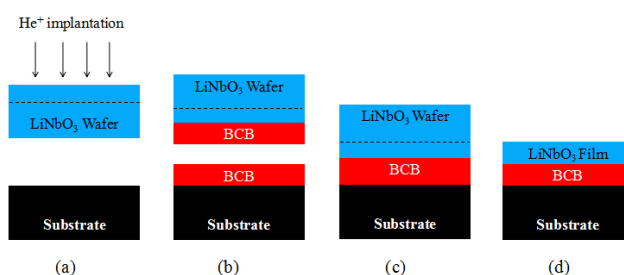 He⁺ implantation
LiNbO₃ Wafer
Substrate
(a)
LiNbO₃ Wafer
BCB
BCB
Substrate
(b)
LiNbO₃ Wafer
BCB
Substrate
(c)
LiNbO₃ Film
BCB
Substrate
(d)